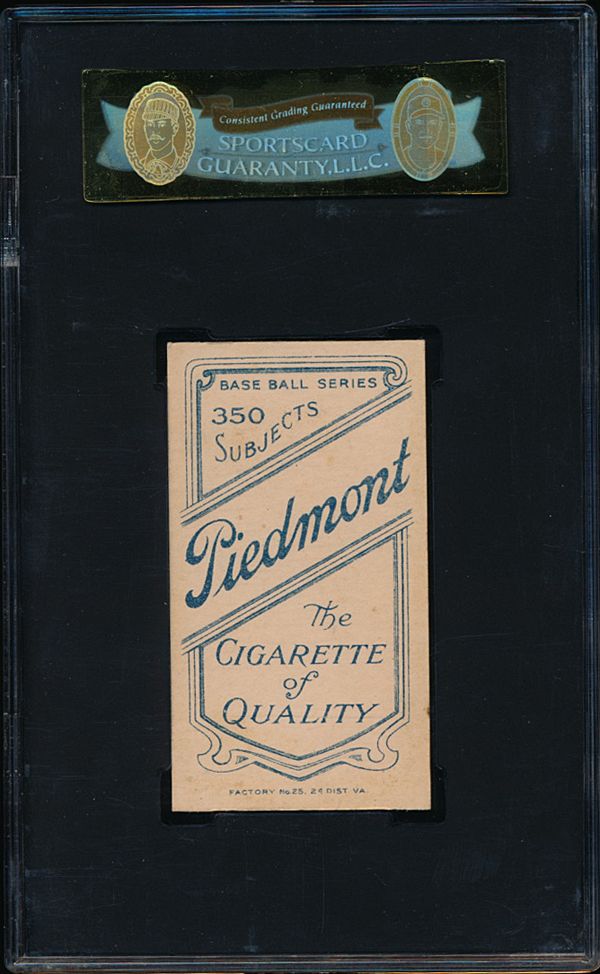 Consistent Grading Guaranteed
SPORTSCARD
GUARANTY, L.L.C.
BASE BALL SERIES
350
SUBJECTS
Piedmont
The
CIGARETTE
of
QUALITY
FACTORY No. 25, 2d DIST. VA.